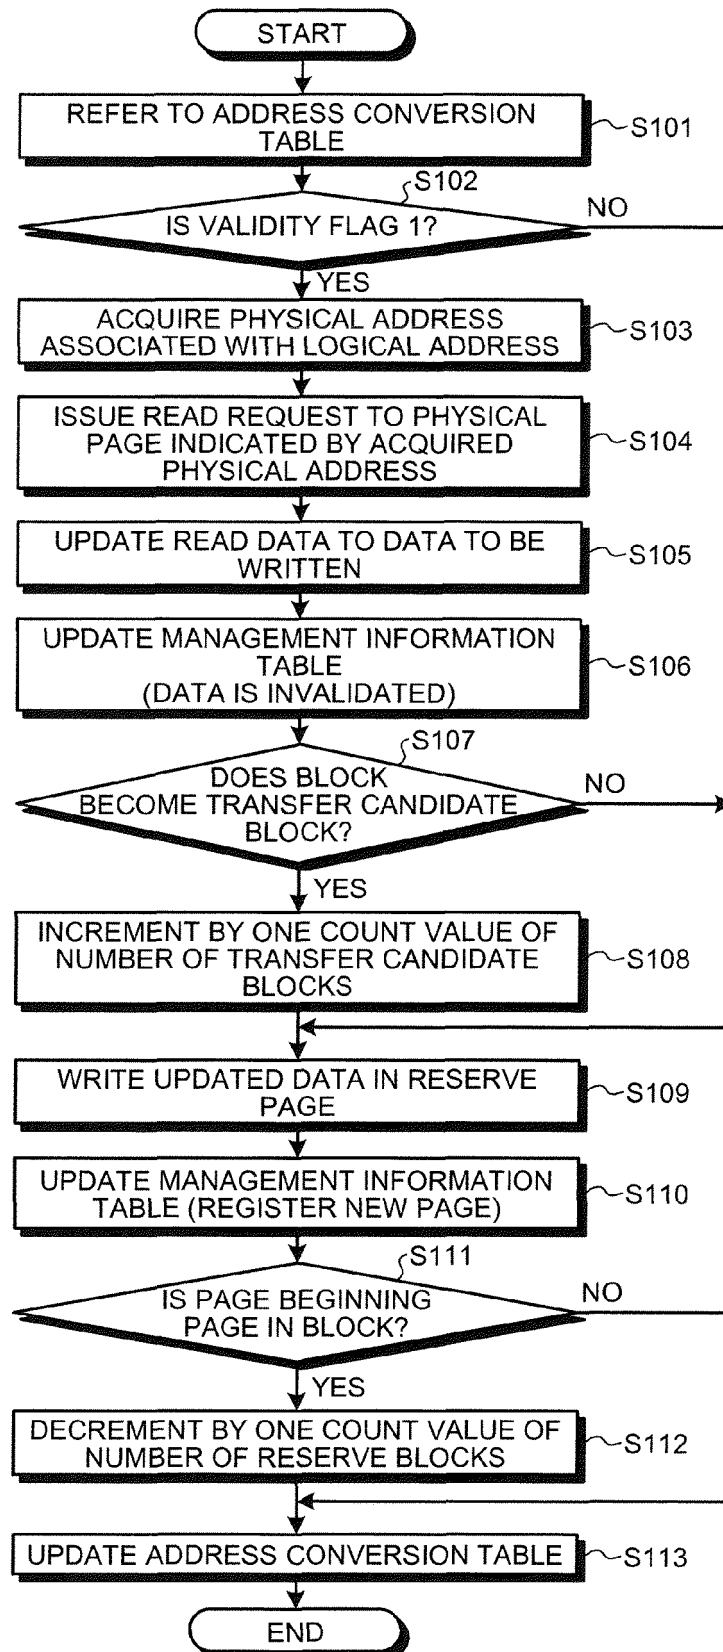 START
REFER TO ADDRESS CONVERSION
TABLE
S101
S102
IS VALIDITY FLAG 1?
NO
YES
ACQUIRE PHYSICAL ADDRESS
ASSOCIATED WITH LOGICAL ADDRESS
S103
ISSUE READ REQUEST TO PHYSICAL
PAGE INDICATED BY ACQUIRED
PHYSICAL ADDRESS
S104
UPDATE READ DATA TO DATA TO BE
WRITTEN
S105
UPDATE MANAGEMENT INFORMATION
TABLE
(DATA IS INVALIDATED)
S106
S107
DOES BLOCK
BECOME TRANSFER CANDIDATE
BLOCK?
NO
YES
INCREMENT BY ONE COUNT VALUE OF
NUMBER OF TRANSFER CANDIDATE
BLOCKS
S108
WRITE UPDATED DATA IN RESERVE
PAGE
S109
UPDATE MANAGEMENT INFORMATION
TABLE (REGISTER NEW PAGE)
S110
S111
IS PAGE BEGINNING
PAGE IN BLOCK?
NO
YES
DECREMENT BY ONE COUNT VALUE OF
NUMBER OF RESERVE BLOCKS
S112
UPDATE ADDRESS CONVERSION TABLE
S113
END